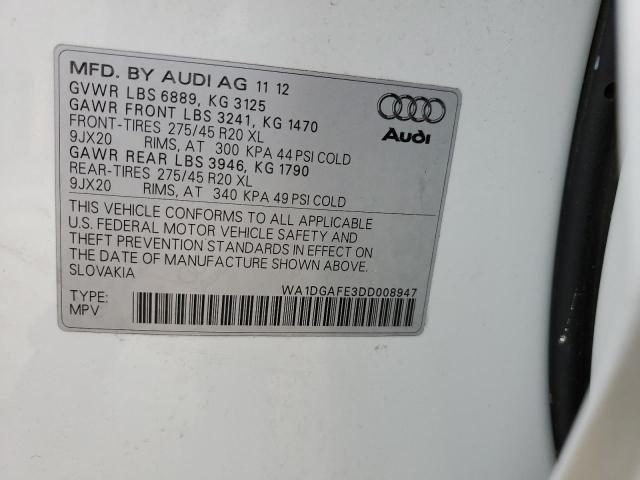 MFD. BY AUDI AG 11 12
GVWR LBS 6889, KG 3125
GAWR FRONT LBS 3241, KG 1470
FRONT-TIRES 275/45 R20 XL
9JX20 RIMS, AT 300 KPA 44 PSI COLD
GAWR REAR LBS 3946, KG 1790
REAR-TIRES 275/45 R20 XL
9JX20 RIMS, AT 340 KPA 49 PSI COLD
Audi
THIS VEHICLE CONFORMS TO ALL APPLICABLE
U.S. FEDERAL MOTOR VEHICLE SAFETY AND
THEFT PREVENTION STANDARDS IN EFFECT ON
THE DATE OF MANUFACTURE SHOWN ABOVE.
SLOVAKIA
WA1DGAFE3DD008947
TYPE:
MPV